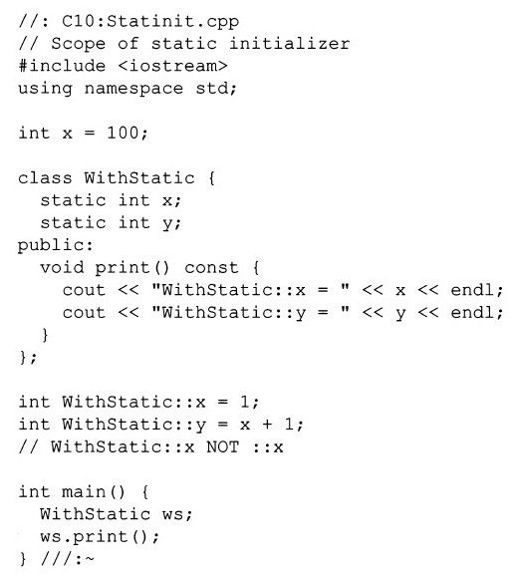 //: C10:Statinit.cpp
// Scope of static initializer
#include <iostream>
using namespace std;

int x = 100;

class WithStatic {
  static int x;
  static int y;
public:
  void print() const {
    cout << "WithStatic::x = " << x << endl;
    cout << "WithStatic::y = " << y << endl;
  }
};

int WithStatic::x = 1;
int WithStatic::y = x + 1;
// WithStatic::x NOT ::x

int main() {
  WithStatic ws;
  ws.print();
} ///:~